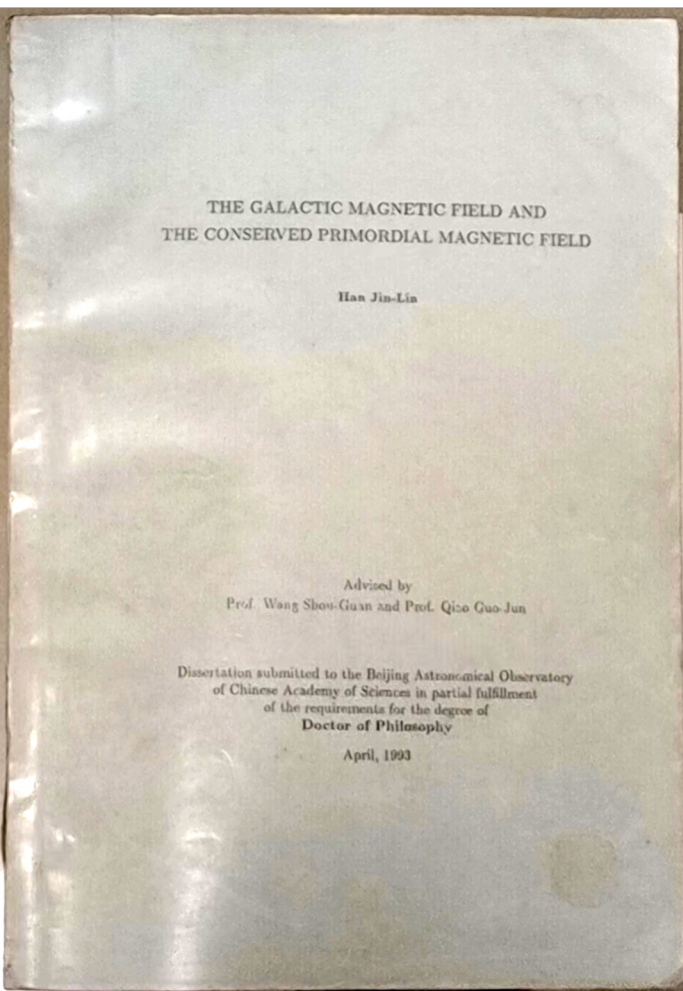 THE GALACTIC MAGNETIC FIELD AND
THE CONSERVED PRIMORDIAL MAGNETIC FIELD
Han Jin-Lin
Advised by
Prof. Wang Shou-Guan and Prof. Qiao Guo-Jun
Dissertation submitted to the Beijing Astronomical Observatory
of Chinese Academy of Sciences in partial fulfillment
of the requirements for the degree of
Doctor of Philosophy
April, 1993